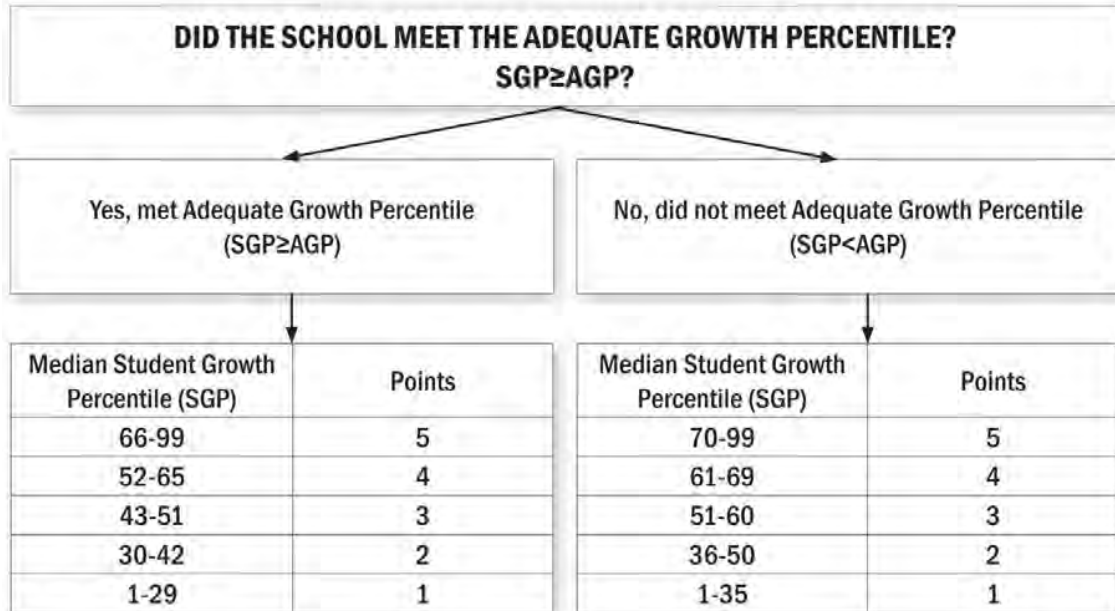 DID THE SCHOOL MEET THE ADEQUATE GROWTH PERCENTILE?
SGP≥AGP?
Yes, met Adequate Growth Percentile
(SGP≥AGP)
No, did not meet Adequate Growth Percentile
(SGP<AGP)
Median Student Growth
Percentile (SGP)
Points
66-99 5
52-65 4
43-51 3
30-42 2
1-29 1
Median Student Growth
Percentile (SGP)
Points
70-99 5
61-69 4
51-60 3
36-50 2
1-35 1